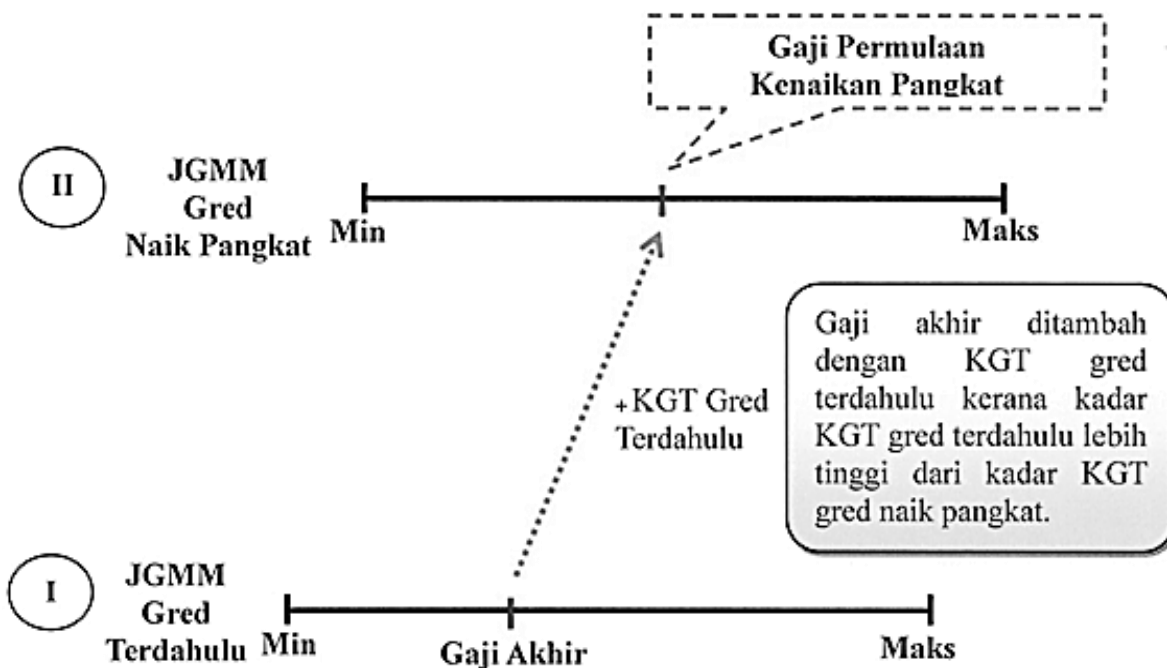 Gaji Permulaan
Kenaikan Pangkat
II
JGMM
Gred
Naik Pangkat
Min
Maks
+KGT Gred
Terdahulu
Gaji akhir ditambah
dengan KGT gred
terdahulu kerana kadar
KGT gred terdahulu lebih
tinggi dari kadar KGT
gred naik pangkat.
I
JGMM
Gred
Terdahulu
Min
Gaji Akhir
Maks